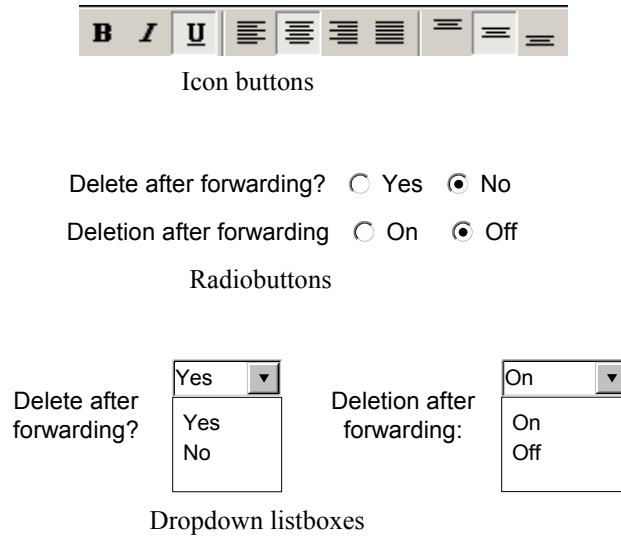 B I U
Icon buttons
Delete after forwarding? Yes No
Deletion after forwarding On Off
Radiobuttons
Delete after
forwarding?
Yes
Yes
No
Deletion after
forwarding:
On
On
Off
Dropdown listboxes